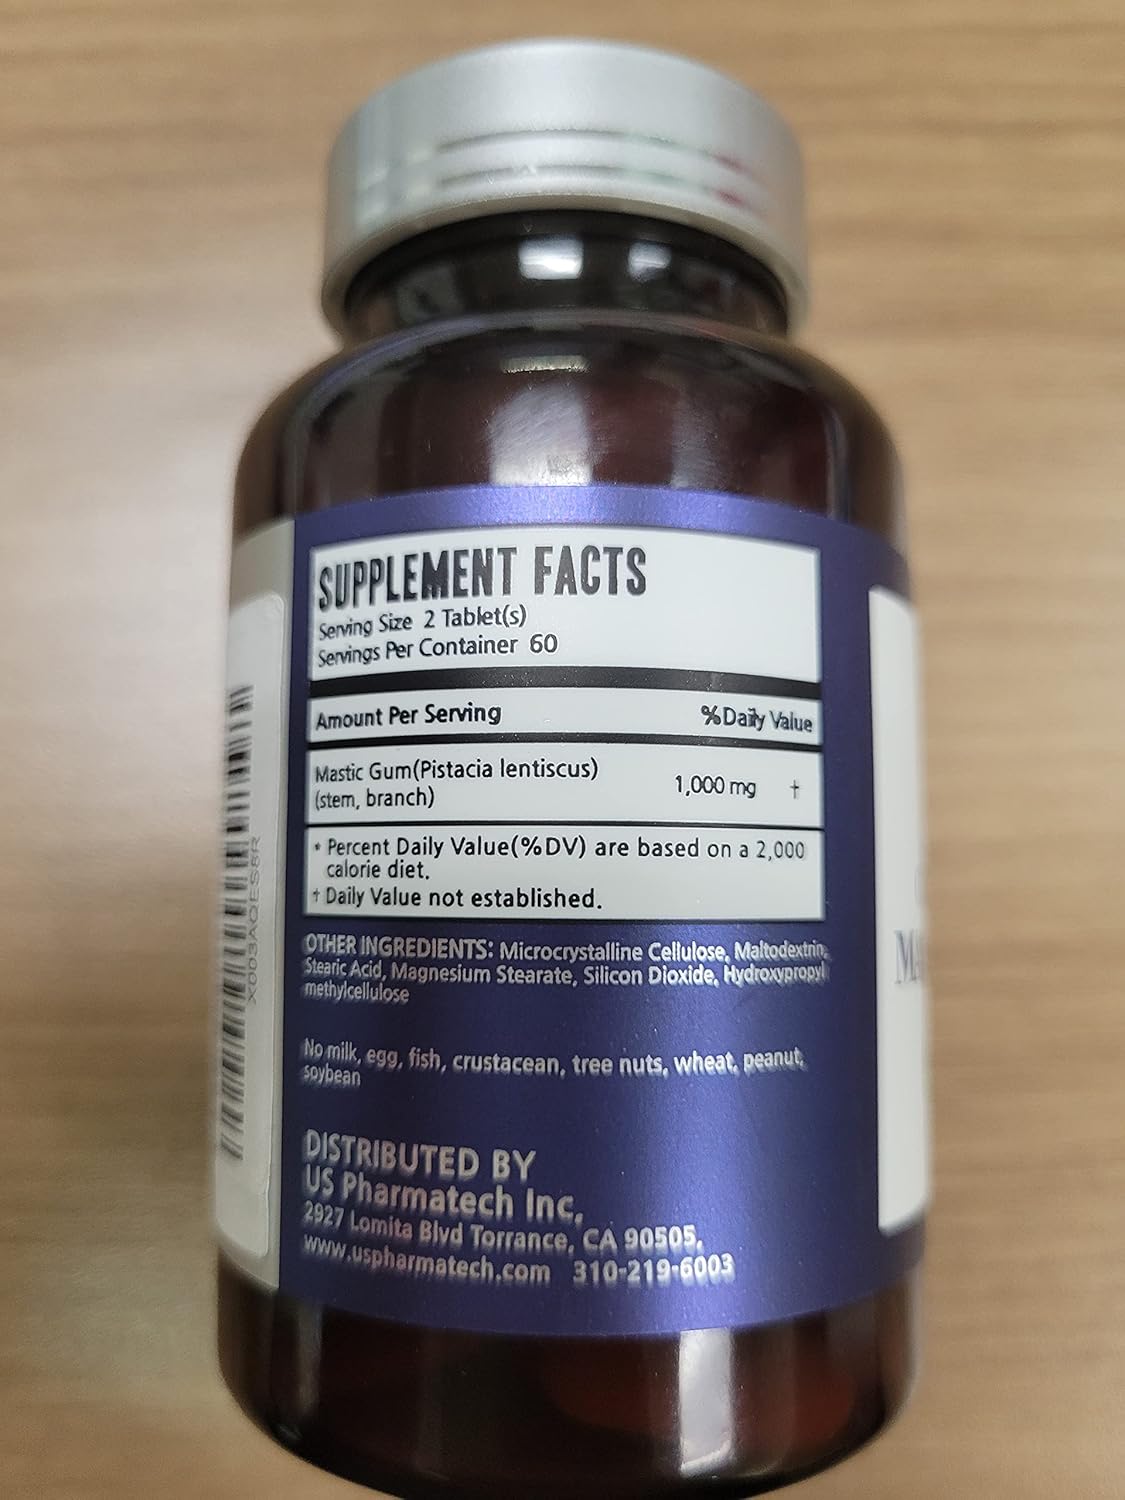 SUPPLEMENT FACTS
Serving Size 2 Tablet(s)
Servings Per Container 60
Amount Per Serving %Daily Value
Mastic Gum(Pistacia lentiscus)
(stem, branch) 1,000 mg †
* Percent Daily Value(%DV) are based on a 2,000
calorie diet.
† Daily Value not established.
OTHER INGREDIENTS: Microcrystalline Cellulose, Maltodextrin,
Stearic Acid, Magnesium Stearate, Silicon Dioxide, Hydroxypropyl
methylcellulose
No milk, egg, fish, crustacean, tree nuts, wheat, peanut,
soybean
DISTRIBUTED BY
US Pharmatech Inc,
2927 Lomita Blvd Torrance, CA 90505,
www.uspharmatech.com 310-219-6003